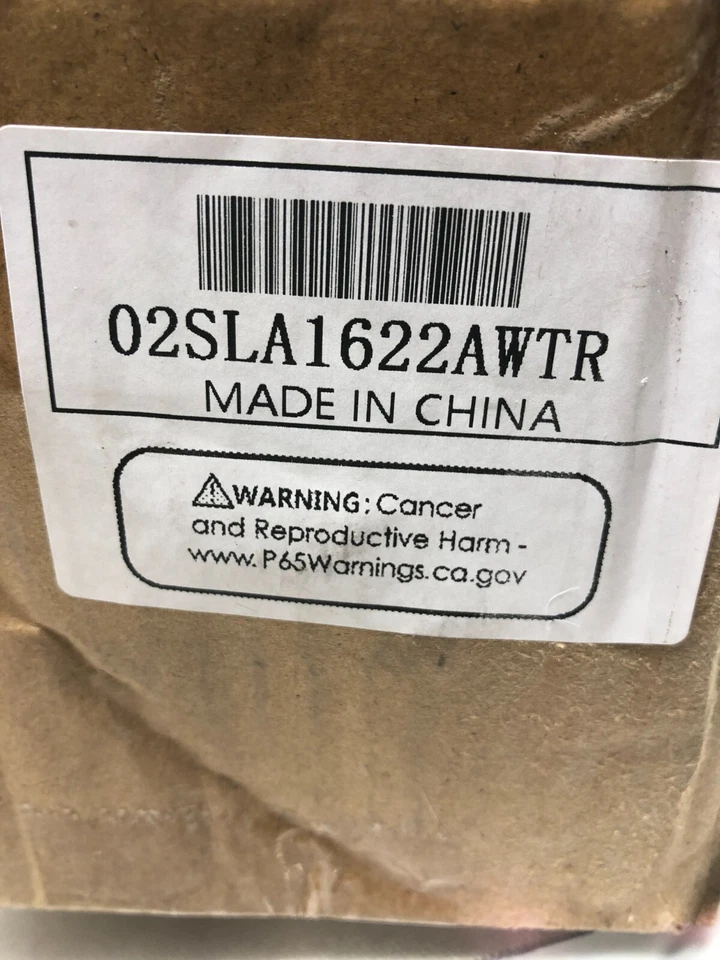 02SLA1622AWTR
MADE IN CHINA
⚠WARNING: Cancer
and Reproductive Harm -
www.P65Warnings.ca.gov